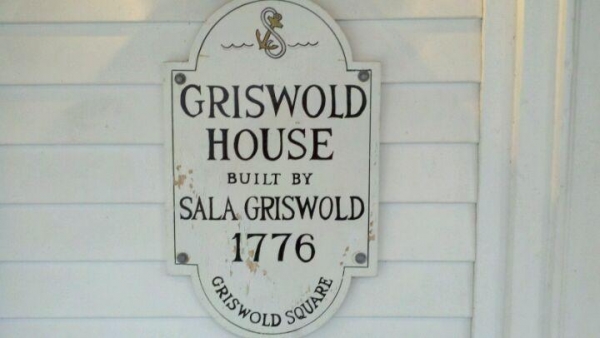 GRISWOLD
HOUSE
BUILT BY
SALA GRISWOLD
1776
GRISWOLD SQUARE